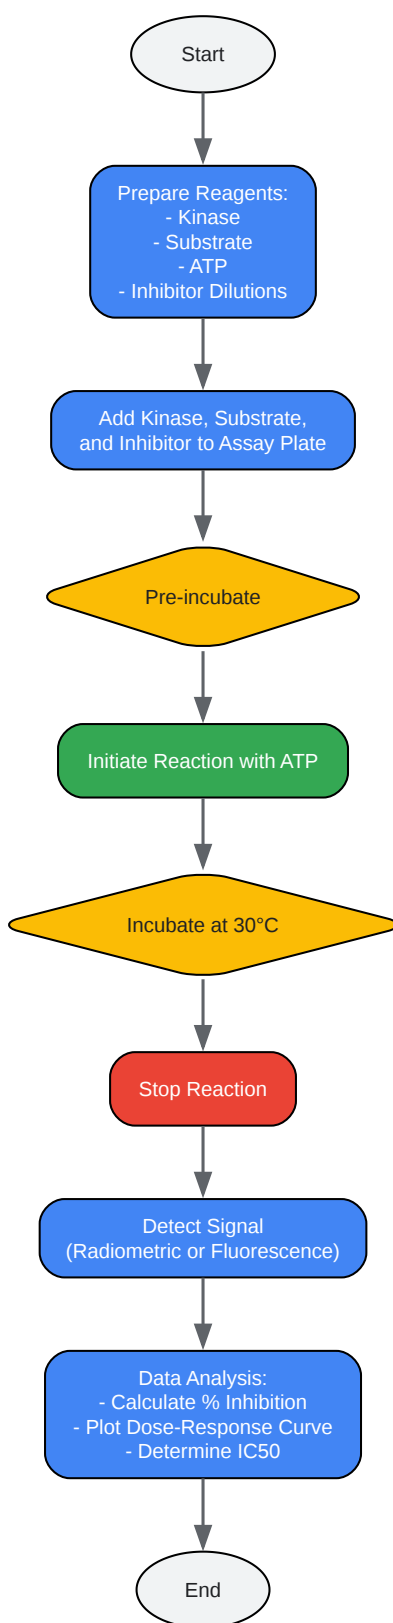 Start
Prepare Reagents:
- Kinase
- Substrate
- ATP
- Inhibitor Dilutions
Add Kinase, Substrate,
and Inhibitor to Assay Plate
Pre-incubate
Initiate Reaction with ATP
Incubate at 30°C
Stop Reaction
Detect Signal
(Radiometric or Fluorescence)
Data Analysis:
- Calculate % Inhibition
- Plot Dose-Response Curve
- Determine IC50
End